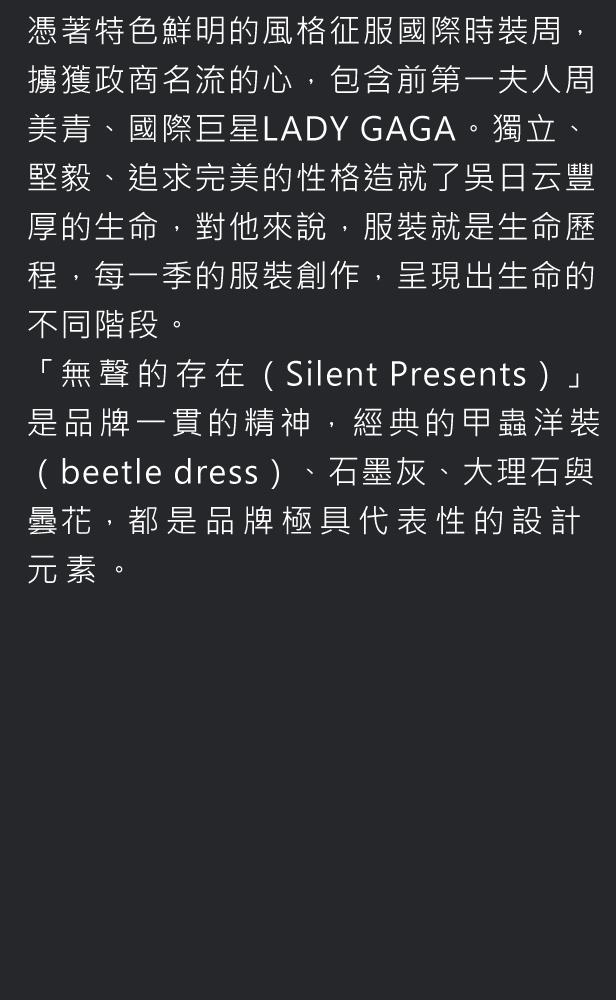 憑著特色鮮明的風格征服國際時裝周，
擄獲政商名流的心，包含前第一夫人周
美青、國際巨星LADY GAGA。獨立、
堅毅、追求完美的性格造就了吳日云豐
厚的生命，對他來說，服裝就是生命歷
程，每一季的服裝創作，呈現出生命的
不同階段。
「無聲的存在（Silent Presents）」
是品牌一貫的精神，經典的甲蟲洋裝
（beetle dress）、石墨灰、大理石與
曇花，都是品牌極具代表性的設計
元素。